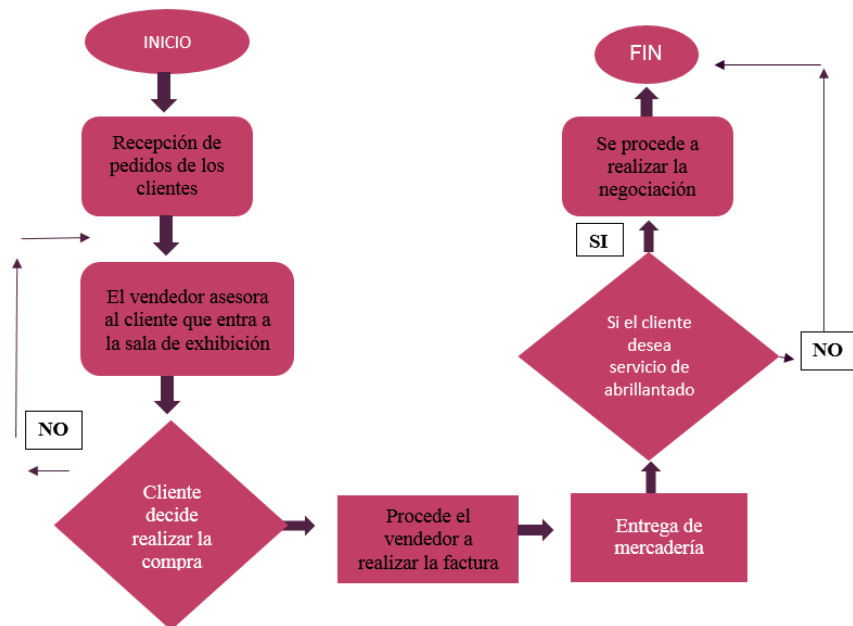 INICIO
Recepción de
pedidos de los
clientes
El vendedor asesora
al cliente que entra a
la sala de exhibición
NO
Cliente
decide
realizar la
compra
Procede el
vendedor a
realizar la factura
Entrega de
mercadería
Si el cliente
desea
servicio de
abrillantado
NO
SI
Se procede a
realizar la
negociación
FIN